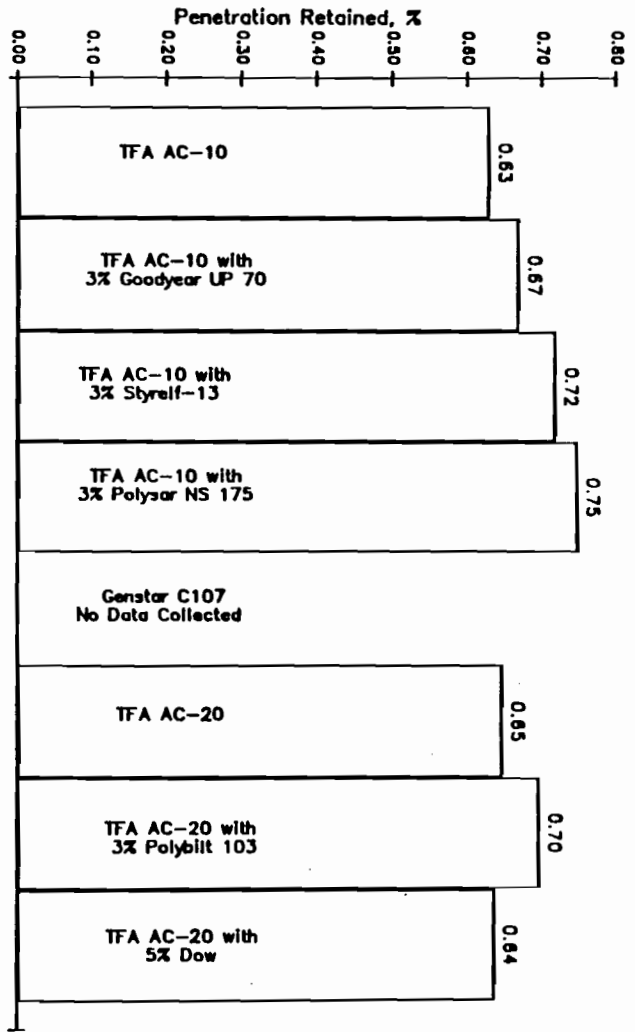 Penetration Retained, %
0.00
0.10
0.20
0.30
0.40
0.50
0.60
0.70
0.80
TFA AC-10
0.63
TFA AC-10 with
3% Goodyear UP 70
0.67
TFA AC-10 with
3% Styrelf-13
0.72
TFA AC-10 with
3% Polysar NS 175
0.75
Genstar C107
No Data Collected
TFA AC-20
0.65
TFA AC-20 with
3% Polybilt 103
0.70
TFA AC-20 with
5% Dow
0.64